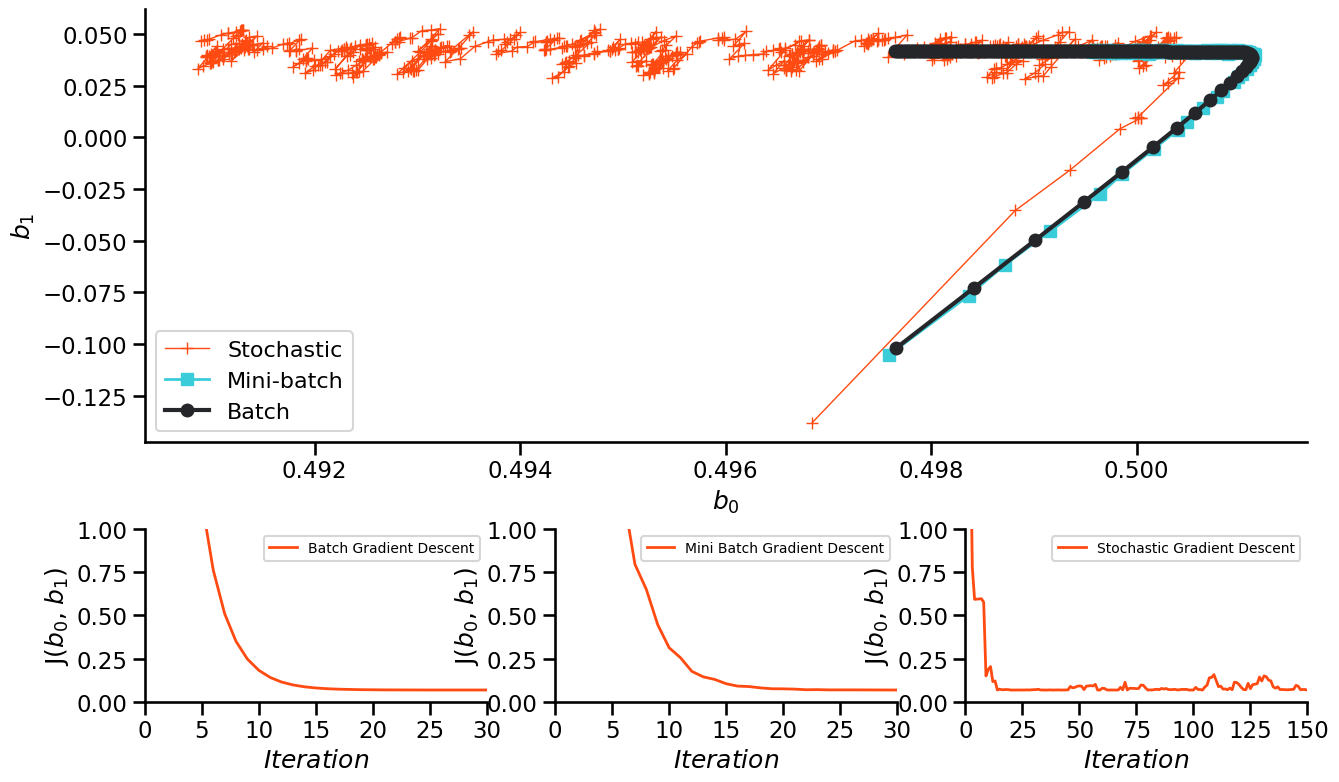 0.050
0.025
0.000
−0.025
−0.050
−0.075
−0.100
−0.125
b₁
Stochastic
Mini-batch
Batch
0.492 0.494 0.496 0.498 0.500
b₀
1.00
0.75
0.50
0.25
0.00
J(b₀, b₁)
Batch Gradient Descent
0 5 10 15 20 25 30
Iteration
1.00
0.75
0.50
0.25
0.00
J(b₀, b₁)
Mini Batch Gradient Descent
0 5 10 15 20 25 30
Iteration
1.00
0.75
0.50
0.25
0.00
J(b₀, b₁)
Stochastic Gradient Descent
0 25 50 75 100 125 150
Iteration